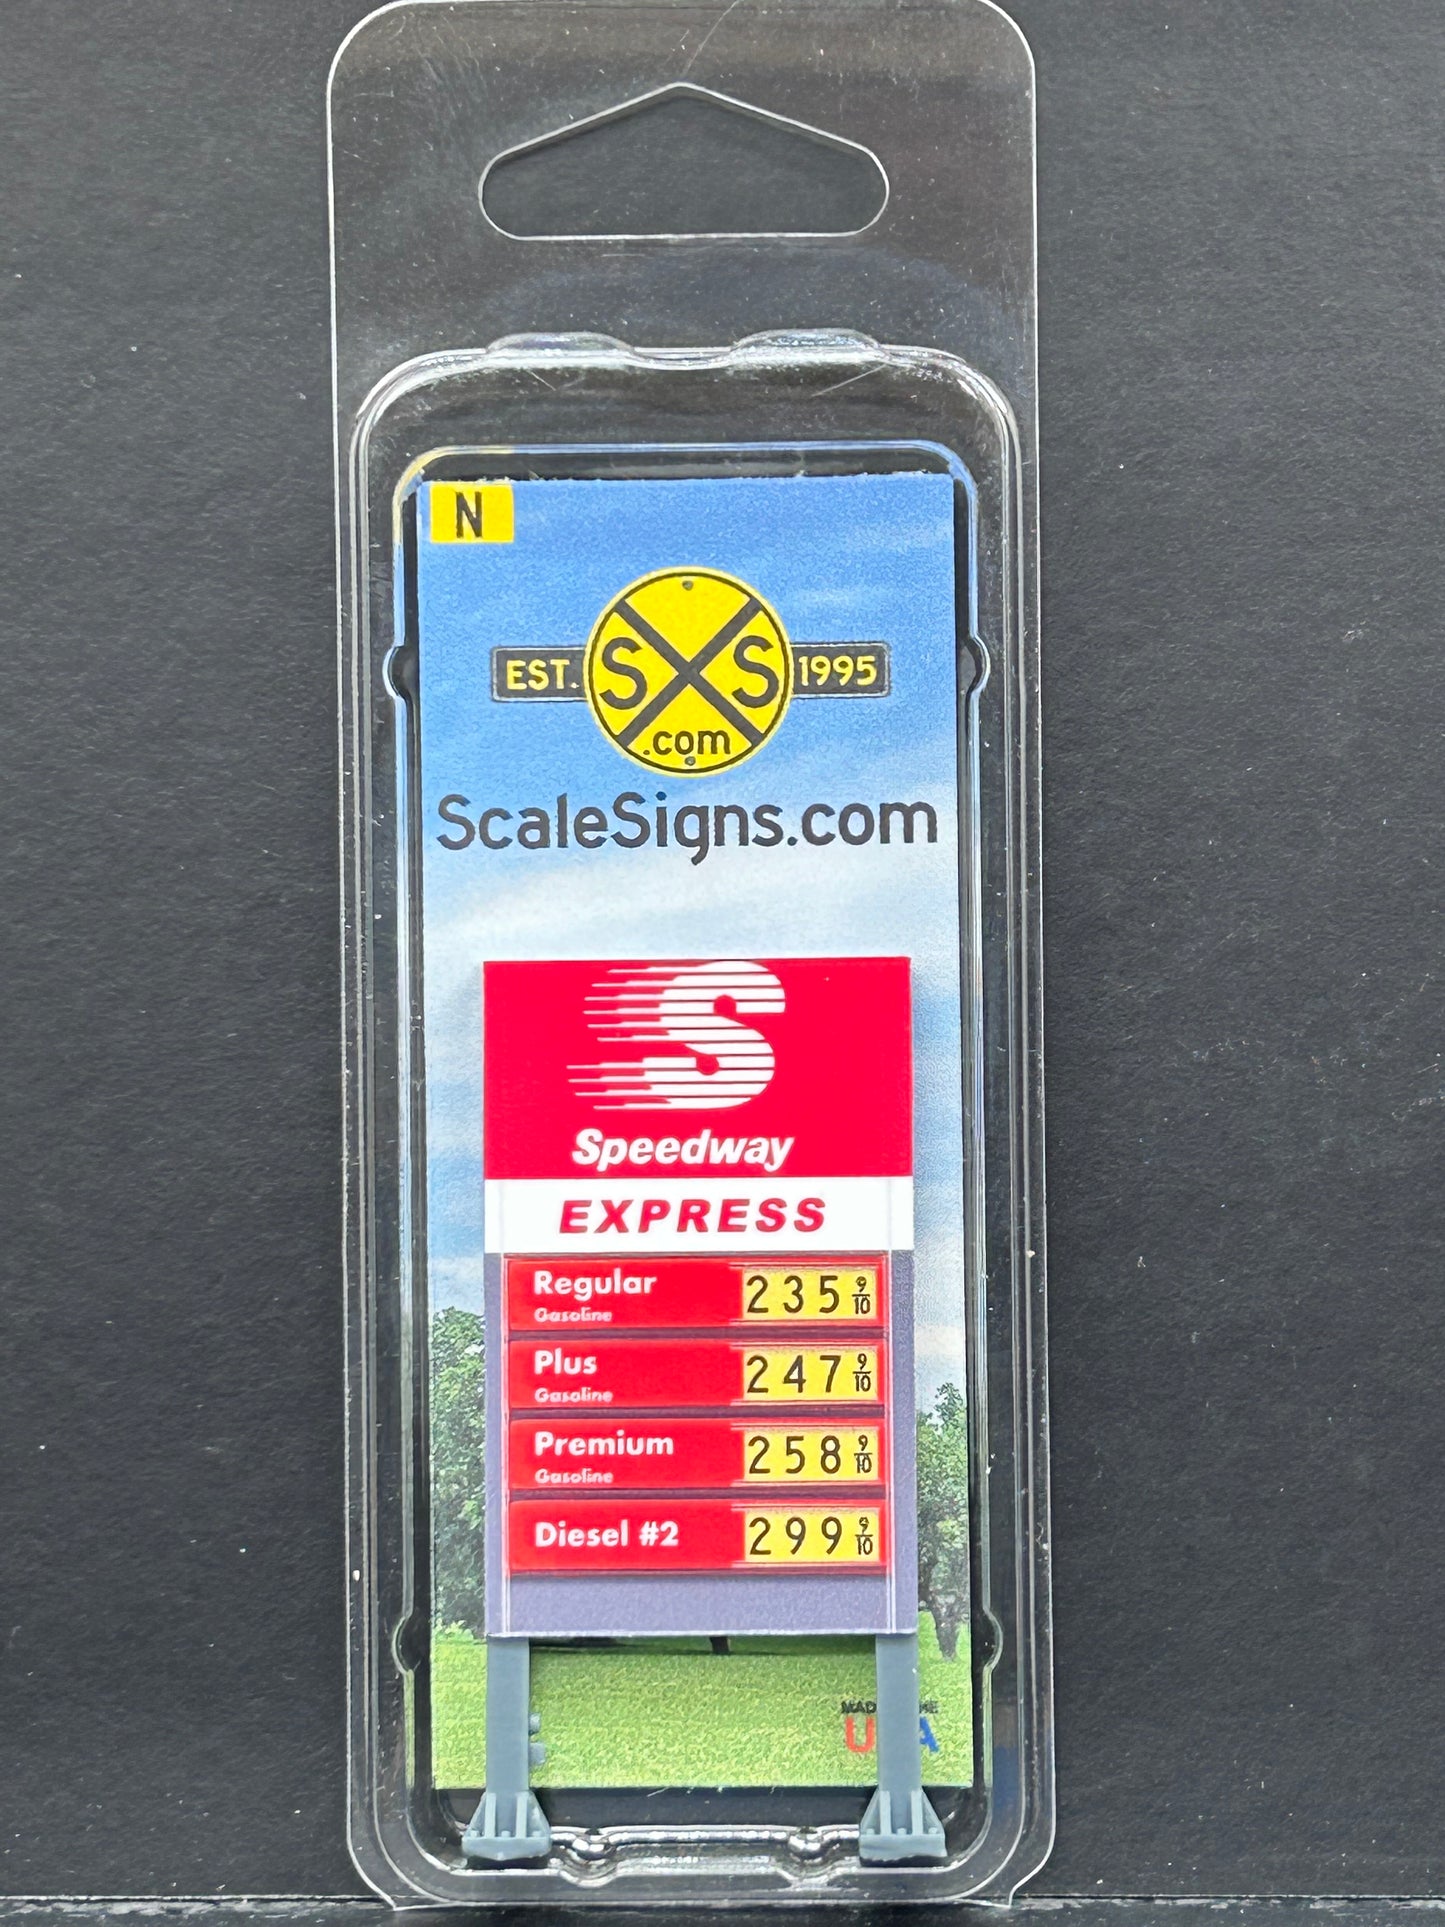 N
EST. SXS 1995
.com
ScaleSigns.com
S
Speedway
EXPRESS
Regular 235 9/10
Gasoline
Plus 247 9/10
Gasoline
Premium 258 9/10
Gasoline
Diesel #2 299 9/10